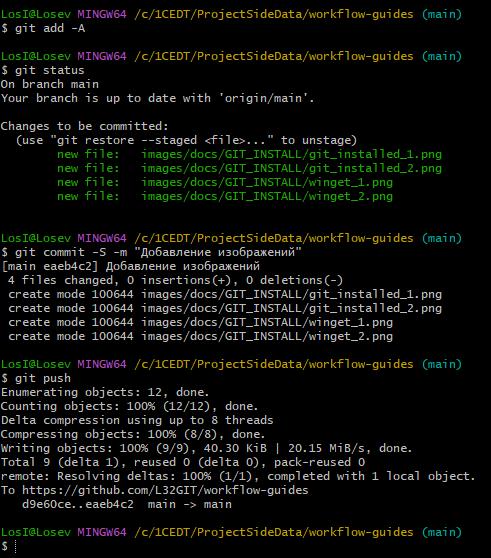 LosI@Losev MINGW64 /c/1CEDT/ProjectSideData/workflow-guides (main)
$ git add -A

LosI@Losev MINGW64 /c/1CEDT/ProjectSideData/workflow-guides (main)
$ git status
On branch main
Your branch is up to date with 'origin/main'.

Changes to be committed:
  (use "git restore --staged <file>..." to unstage)
        new file:   images/docs/GIT_INSTALL/git_installed_1.png
        new file:   images/docs/GIT_INSTALL/git_installed_2.png
        new file:   images/docs/GIT_INSTALL/winget_1.png
        new file:   images/docs/GIT_INSTALL/winget_2.png

LosI@Losev MINGW64 /c/1CEDT/ProjectSideData/workflow-guides (main)
$ git commit -S -m "Добавление изображений"
[main eaeb4c2] Добавление изображений
 4 files changed, 0 insertions(+), 0 deletions(-)
 create mode 100644 images/docs/GIT_INSTALL/git_installed_1.png
 create mode 100644 images/docs/GIT_INSTALL/git_installed_2.png
 create mode 100644 images/docs/GIT_INSTALL/winget_1.png
 create mode 100644 images/docs/GIT_INSTALL/winget_2.png

LosI@Losev MINGW64 /c/1CEDT/ProjectSideData/workflow-guides (main)
$ git push
Enumerating objects: 12, done.
Counting objects: 100% (12/12), done.
Delta compression using up to 8 threads
Compressing objects: 100% (8/8), done.
Writing objects: 100% (9/9), 40.30 KiB | 20.15 MiB/s, done.
Total 9 (delta 1), reused 0 (delta 0), pack-reused 0
remote: Resolving deltas: 100% (1/1), completed with 1 local object.
To https://github.com/L32GIT/workflow-guides
   d9e60ce..eaeb4c2  main -> main

LosI@Losev MINGW64 /c/1CEDT/ProjectSideData/workflow-guides (main)
$